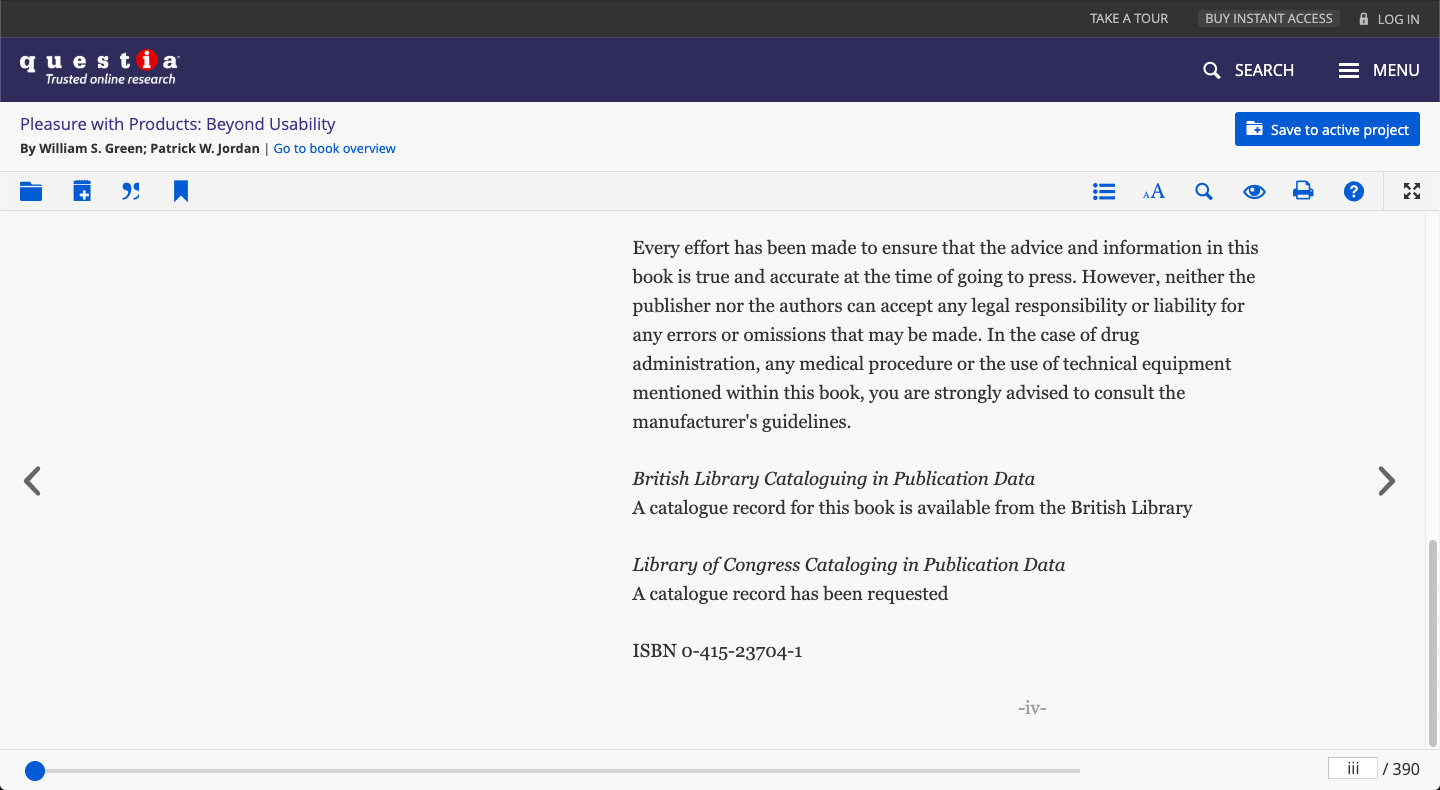 TAKE A TOUR BUY INSTANT ACCESS LOG IN
questia
Trusted online research
SEARCH MENU
Pleasure with Products: Beyond Usability
Save to active project
By William S. Green; Patrick W. Jordan | Go to book overview
Every effort has been made to ensure that the advice and information in this
book is true and accurate at the time of going to press. However, neither the
publisher nor the authors can accept any legal responsibility or liability for
any errors or omissions that may be made. In the case of drug
administration, any medical procedure or the use of technical equipment
mentioned within this book, you are strongly advised to consult the
manufacturer's guidelines.
British Library Cataloguing in Publication Data
A catalogue record for this book is available from the British Library
Library of Congress Cataloging in Publication Data
A catalogue record has been requested
ISBN 0-415-23704-1
-iv-
iii / 390